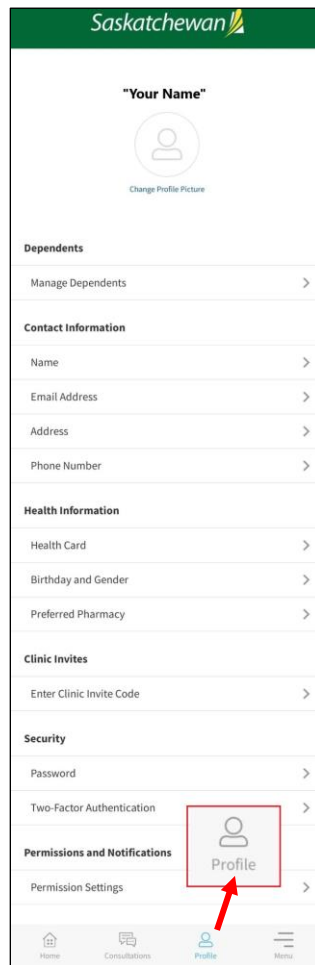 Saskatchewan
"Your Name"
Change Profile Picture
Dependents
Manage Dependents
Contact Information
Name
Email Address
Address
Phone Number
Health Information
Health Card
Birthday and Gender
Preferred Pharmacy
Clinic Invites
Enter Clinic Invite Code
Security
Password
Two-Factor Authentication
Profile
Permissions and Notifications
Permission Settings
Home Consultations Profile Menu